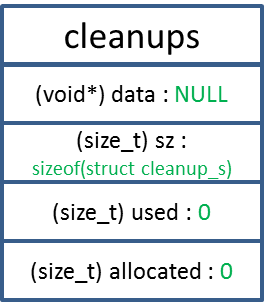 cleanups
(void*) data : NULL
(size_t) sz :
sizeof(struct cleanup_s)
(size_t) used : 0
(size_t) allocated : 0